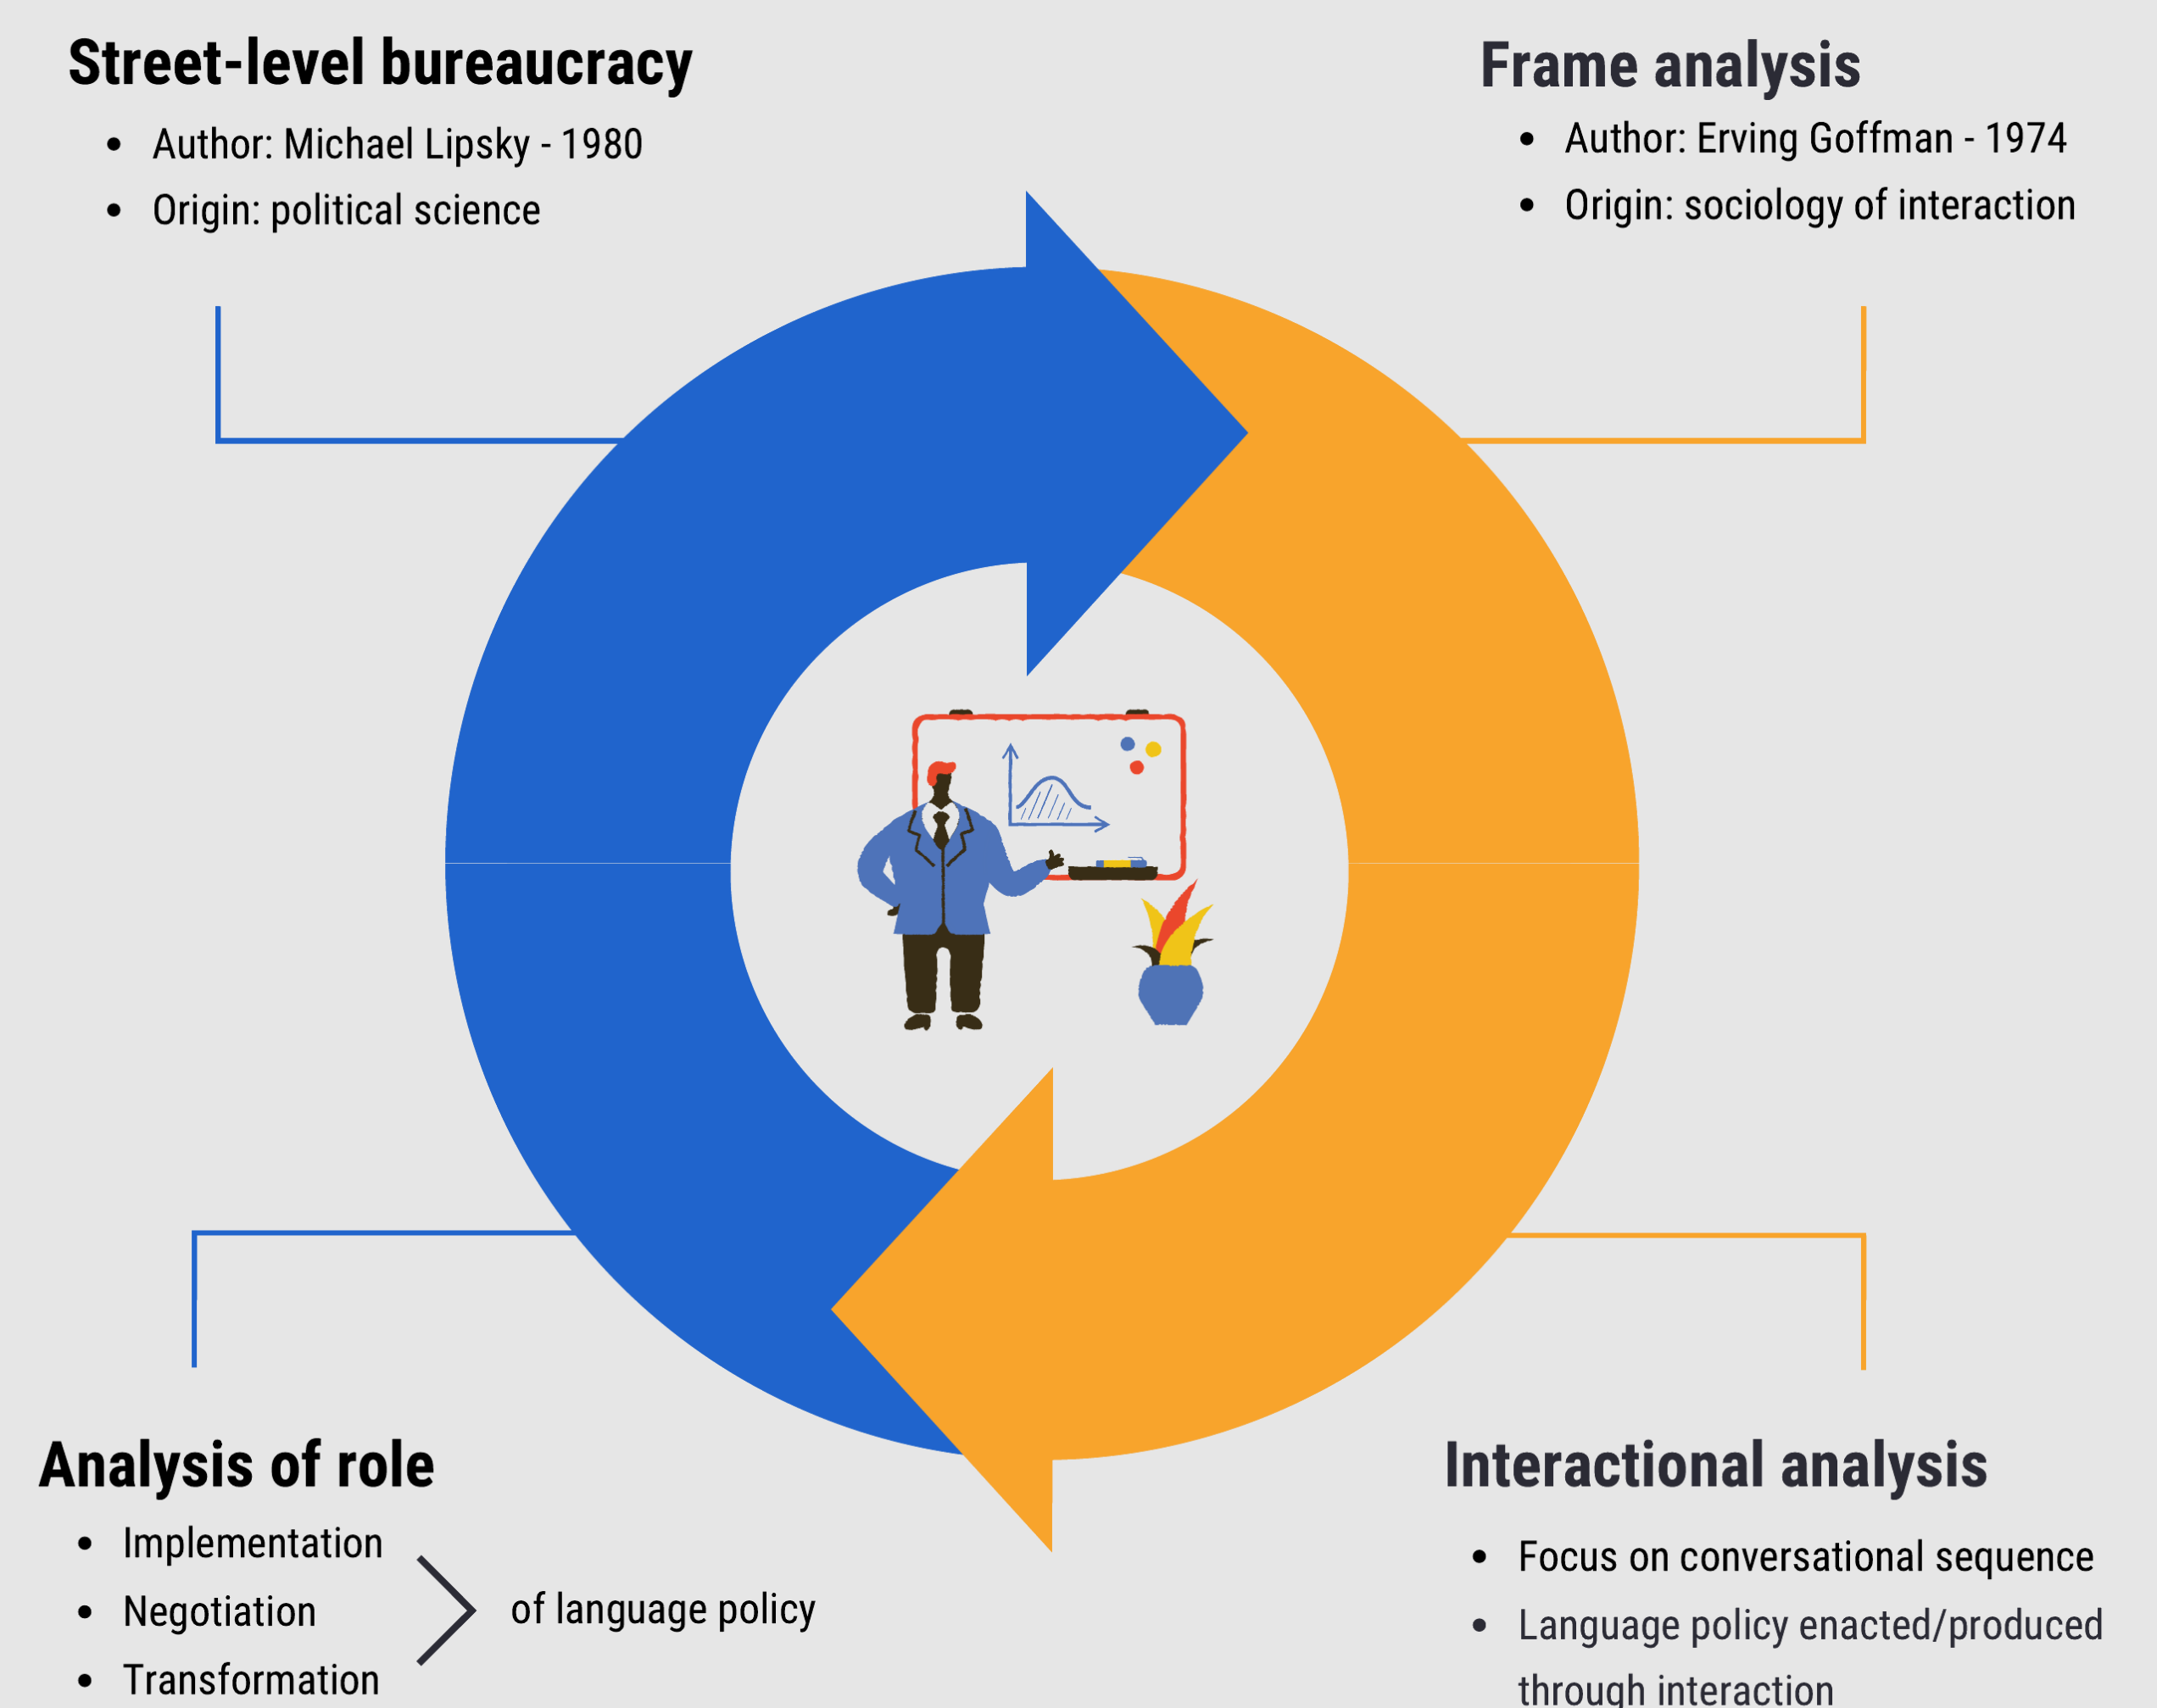 Street-level bureaucracy
• Author: Michael Lipsky - 1980
• Origin: political science
Frame analysis
• Author: Erving Goffman - 1974
• Origin: sociology of interaction
Analysis of role
• Implementation
• Negotiation
• Transformation
of language policy
Interactional analysis
• Focus on conversational sequence
• Language policy enacted/produced
through interaction